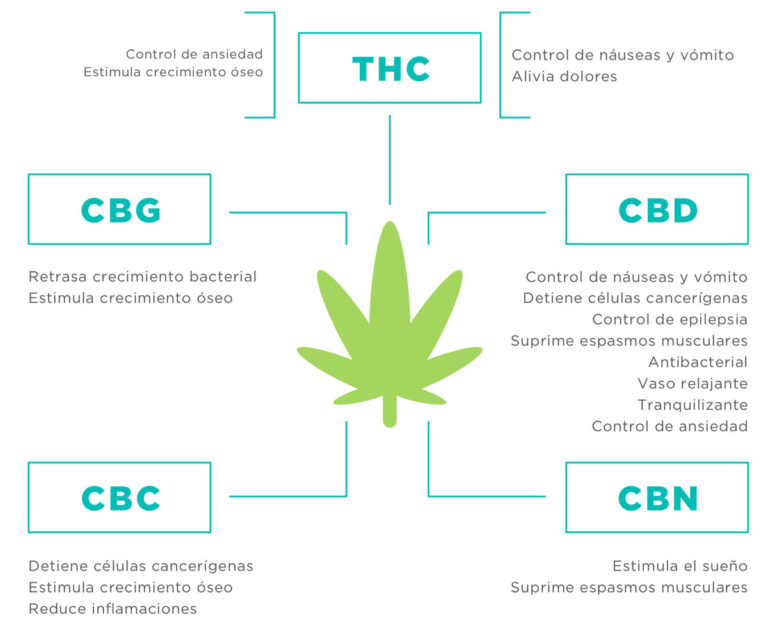 Control de ansiedad
Estimula crecimiento óseo
THC
Control de náuseas y vómito
Alivia dolores
CBG
Retrasa crecimiento bacterial
Estimula crecimiento óseo
CBD
Control de náuseas y vómito
Detiene células cancerígenas
Control de epilepsia
Suprime espasmos musculares
Antibacterial
Vaso relajante
Tranquilizante
Control de ansiedad
CBC
Detiene células cancerígenas
Estimula crecimiento óseo
Reduce inflamaciones
CBN
Estimula el sueño
Suprime espasmos musculares